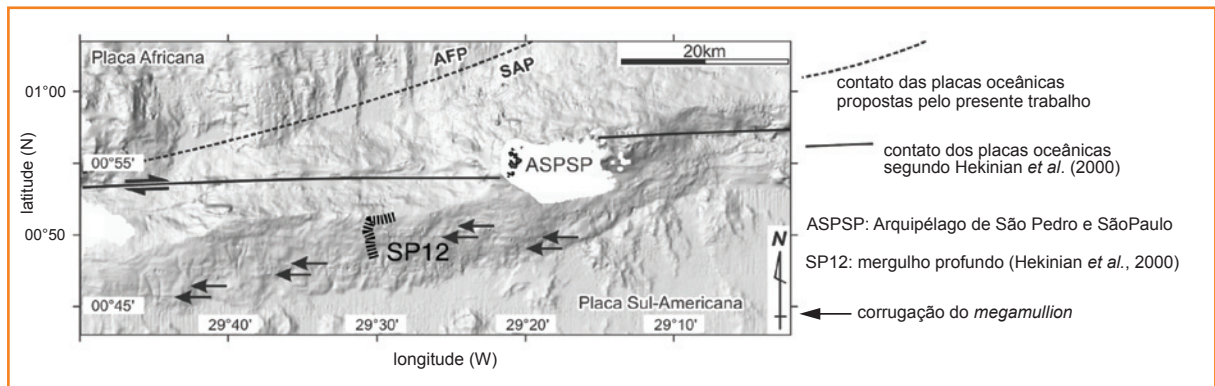 Placa Africana
AFP
SAP
20km
01°00'
00°55'
00°50'
00°45'
latitude (N)
ASPSP
SP12
N
Placa Sul-Americana
29°40'
29°30'
29°20'
29°10'
longitude (W)
contato das placas oceânicas
propostas pelo presente trabalho
contato dos placas oceânicas
segundo Hekinian et al. (2000)
ASPSP: Arquipélago de São Pedro e SãoPaulo
SP12: mergulho profundo (Hekinian et al., 2000)
corrugação do megamullion